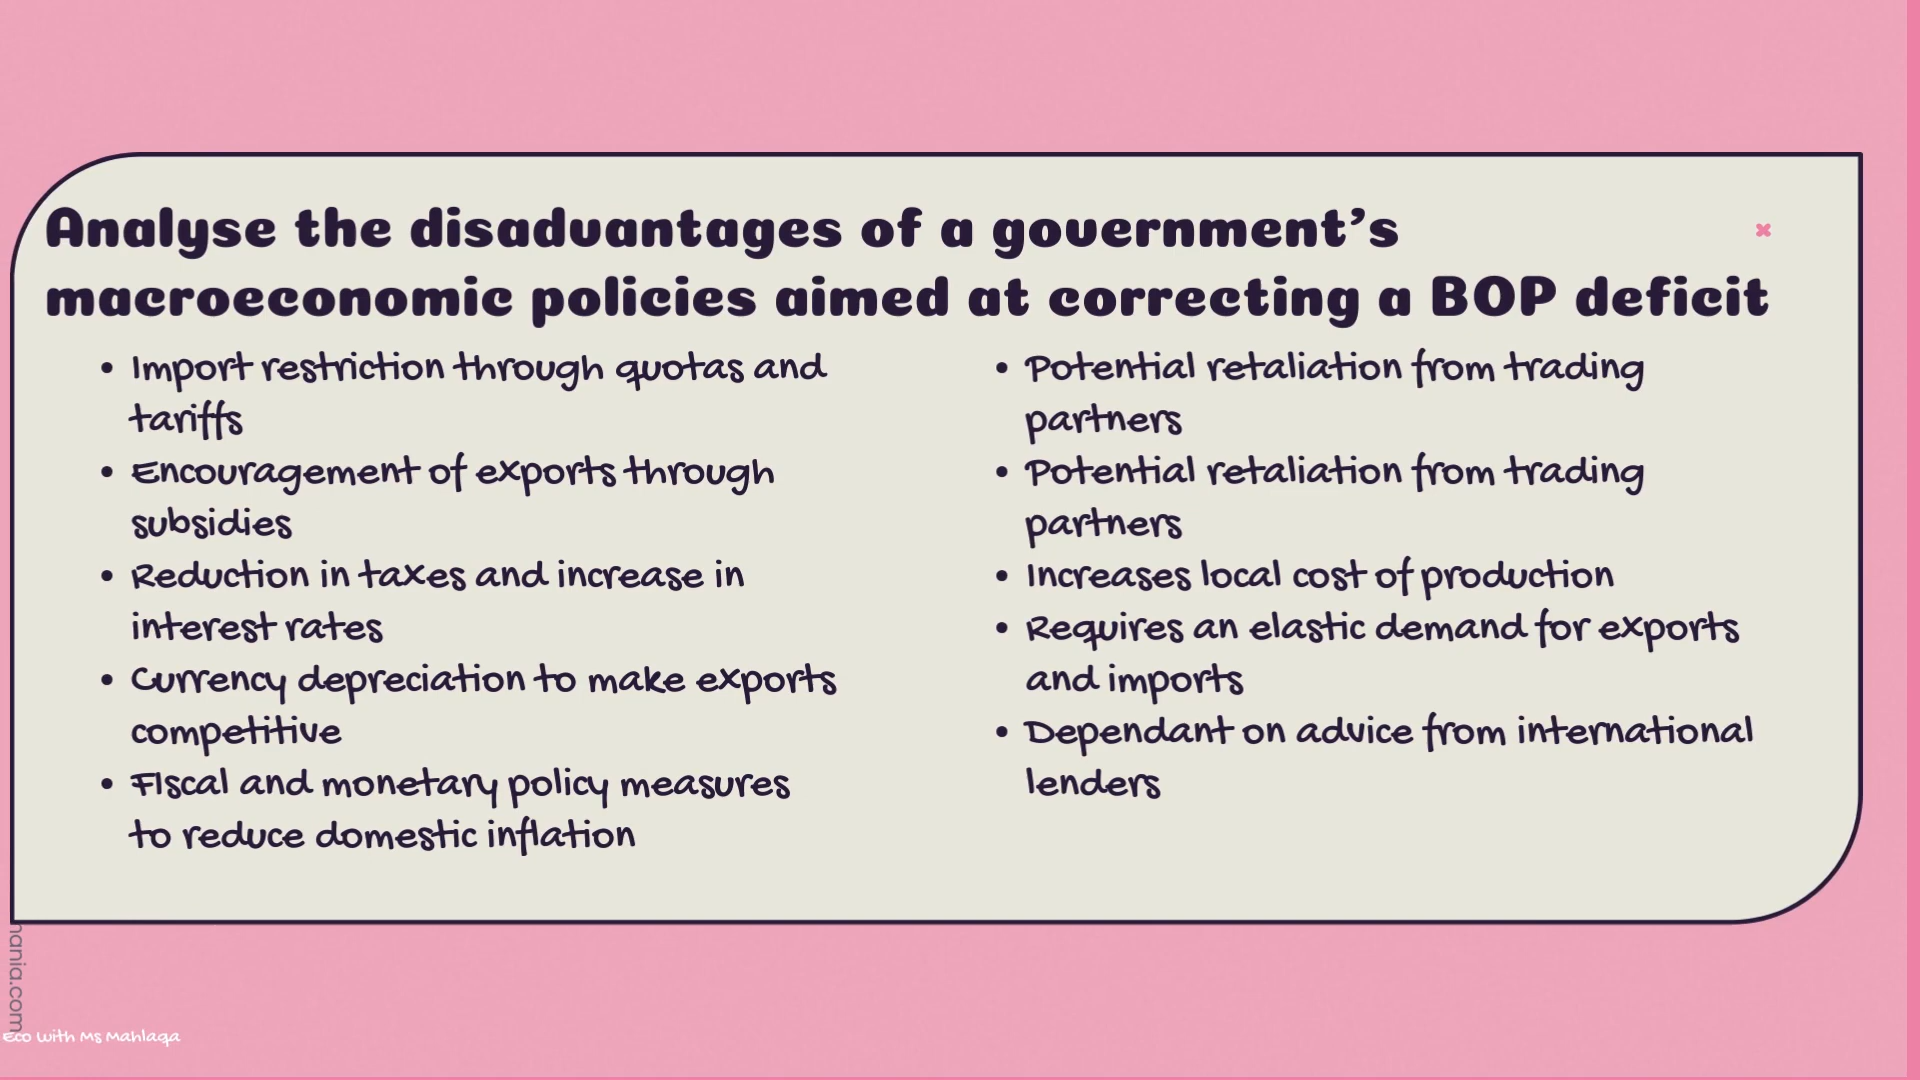 Analyse the disadvantages of a government's
macroeconomic policies aimed at correcting a BOP deficit
• Import restriction through quotas and
tariffs
• Encouragement of exports through
subsidies
• Reduction in taxes and increase in
interest rates
• Currency depreciation to make exports
competitive
• FIscal and monetary policy measures
to reduce domestic inflation
• Potential retaliation from trading
partners
• Potential retaliation from trading
partners
• Increases local cost of production
• Requires an elastic demand for exports
and imports
• Dependant on advice from international
lenders
Eco with Ms Mahlaqa